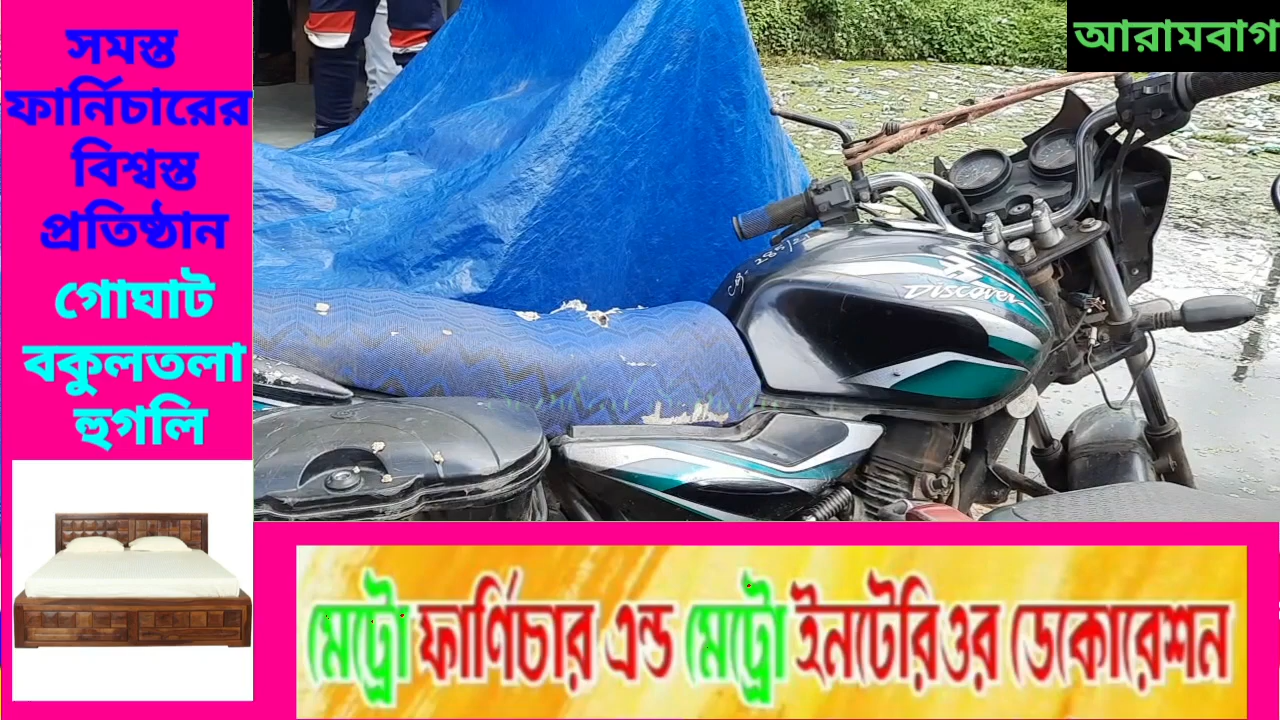 সমস্ত
ফার্নিচারের
বিশ্বস্ত
প্রতিষ্ঠান
গোঘাট
বকুলতলা
হুগলি
আরামবাগ
DISCOVER
মেট্রো ফার্ণিচার এন্ড মেট্রো ইনটেরিওর ডেকোরেশন